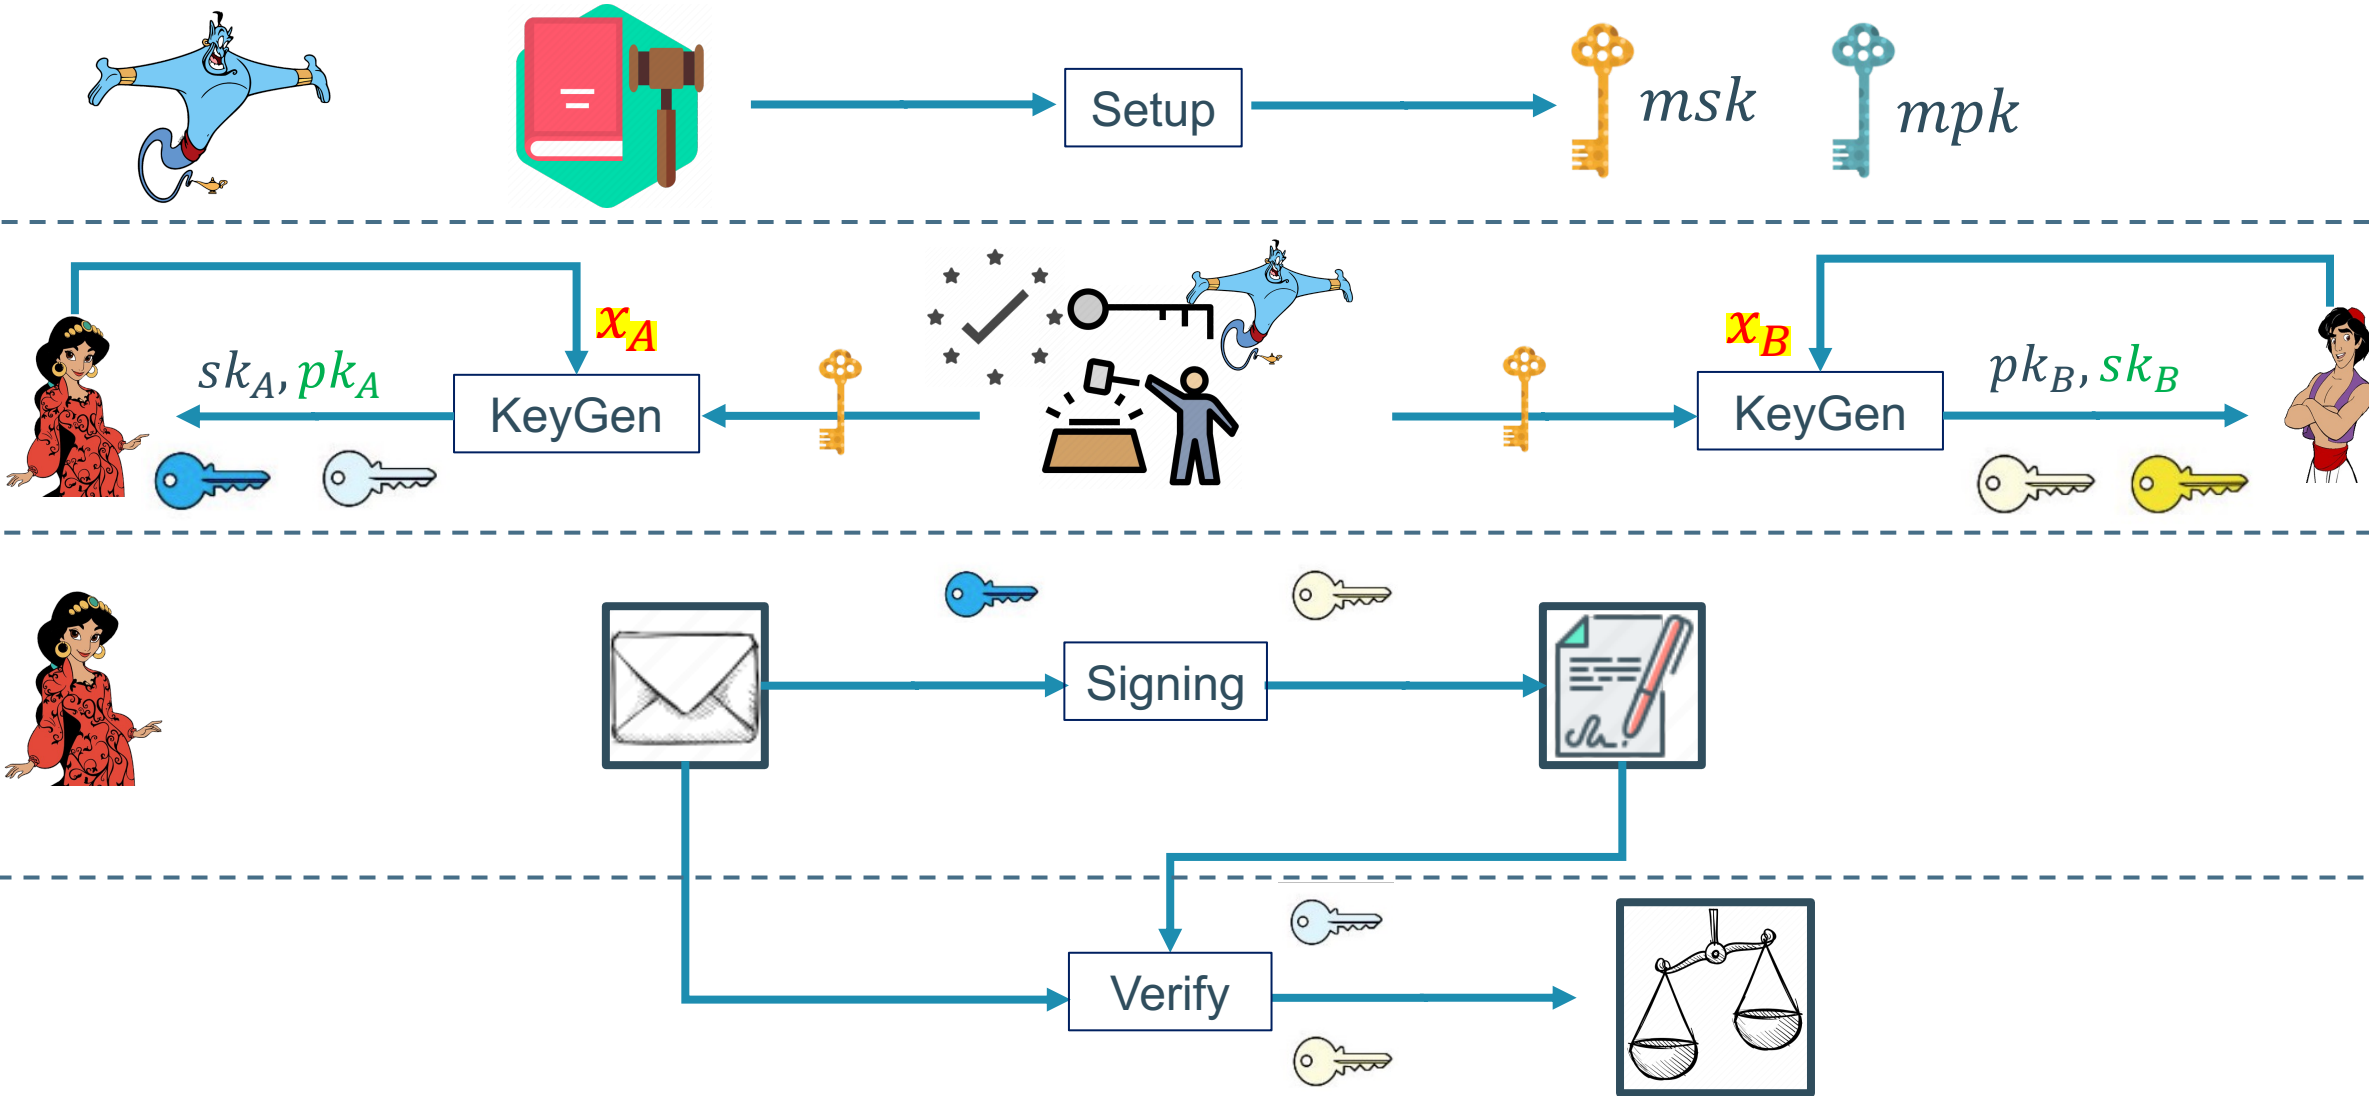 Setup
msk
mpk
x_A
x_B
sk_A, pk_A
KeyGen
KeyGen
pk_B, sk_B
Signing
Verify